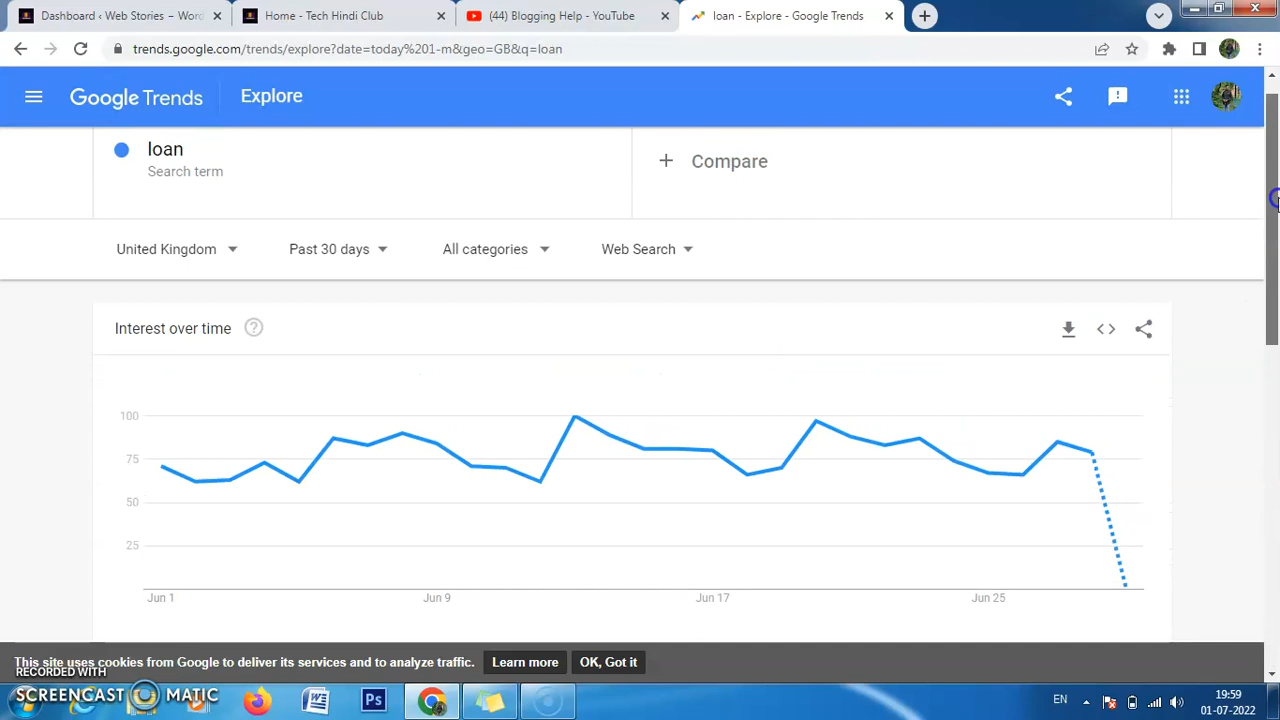 Dashboard ‹ Web Stories – Word
Home - Tech Hindi Club
(44) Blogging Help - YouTube
loan - Explore - Google Trends
trends.google.com/trends/explore?date=today%201-m&geo=GB&q=loan
Google Trends
Explore
loan
Search term
+ Compare
United Kingdom
Past 30 days
All categories
Web Search
Interest over time
100
75
50
25
Jun 1
Jun 9
Jun 17
Jun 25
This site uses cookies from Google to deliver its services and to analyze traffic.
Learn more
OK, Got it
RECORDED WITH
SCREENCAST MATIC
EN
19:59
01-07-2022